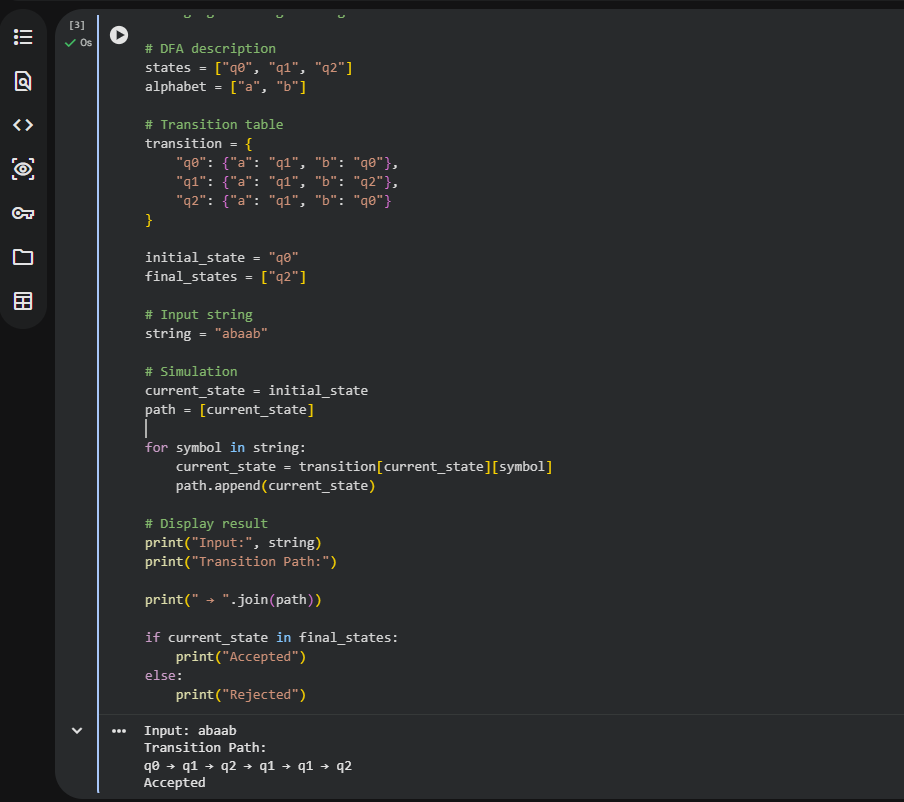 [3]
0s
# DFA description
states = ["q0", "q1", "q2"]
alphabet = ["a", "b"]
# Transition table
transition = {
    "q0": {"a": "q1", "b": "q0"},
    "q1": {"a": "q1", "b": "q2"},
    "q2": {"a": "q1", "b": "q0"}
}
initial_state = "q0"
final_states = ["q2"]
# Input string
string = "abaab"
# Simulation
current_state = initial_state
path = [current_state]
for symbol in string:
    current_state = transition[current_state][symbol]
    path.append(current_state)
# Display result
print("Input:", string)
print("Transition Path:")
print(" → ".join(path))
if current_state in final_states:
    print("Accepted")
else:
    print("Rejected")
Input: abaab
Transition Path:
q0 → q1 → q2 → q1 → q1 → q2
Accepted